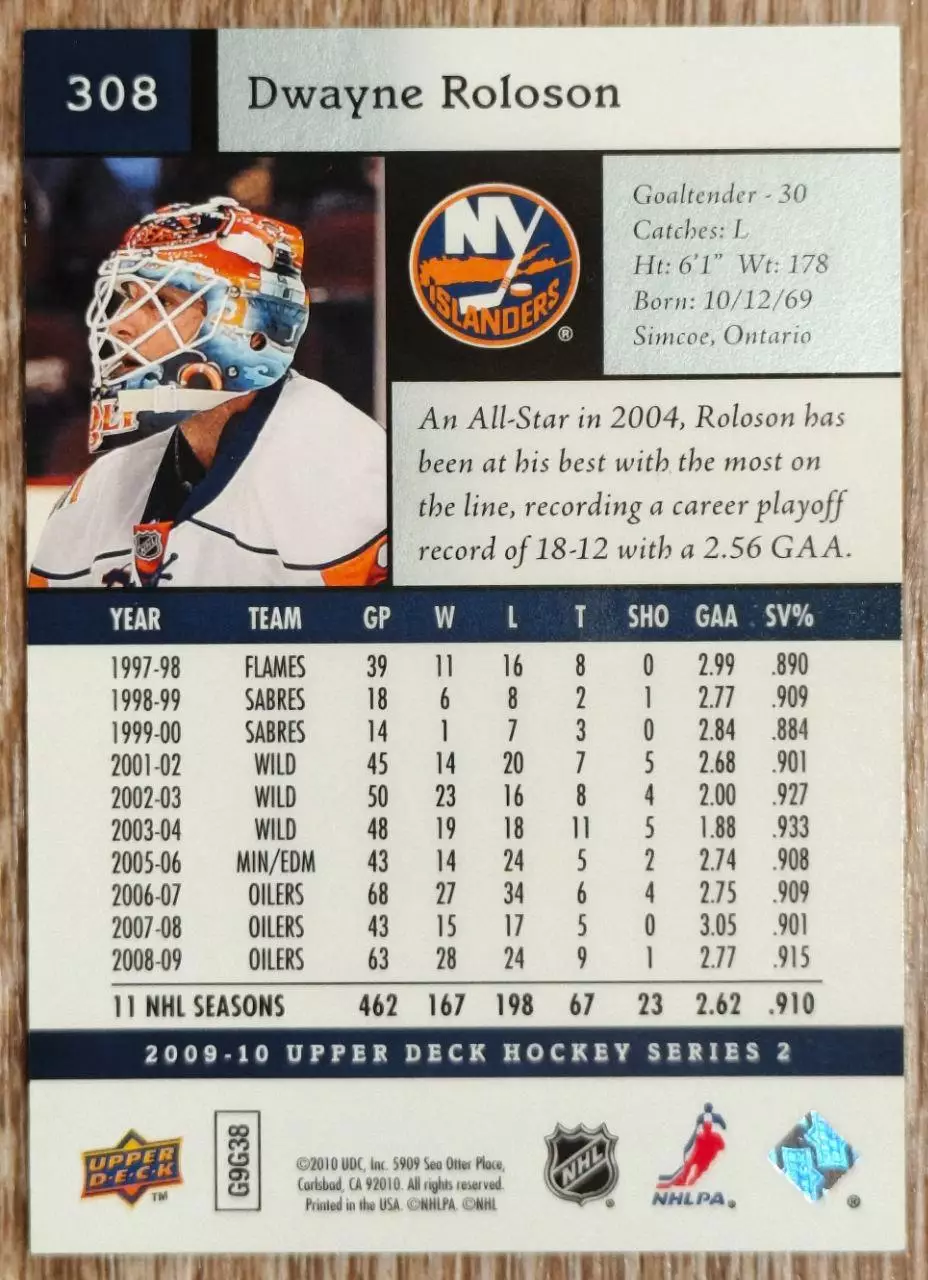 308
Dwayne Roloson
NY
ISLANDERS
®
Goaltender - 30
Catches: L
Ht: 6'1" Wt: 178
Born: 10/12/69
Simcoe, Ontario
An All-Star in 2004, Roloson has
been at his best with the most on
the line, recording a career playoff
record of 18-12 with a 2.56 GAA.
YEAR TEAM GP W L T SHO GAA SV%
1997-98 FLAMES 39 11 16 8 0 2.99 .890
1998-99 SABRES 18 6 8 2 1 2.77 .909
1999-00 SABRES 14 1 7 3 0 2.84 .884
2001-02 WILD 45 14 20 7 5 2.68 .901
2002-03 WILD 50 23 16 8 4 2.00 .927
2003-04 WILD 48 19 18 11 5 1.88 .933
2005-06 MIN/EDM 43 14 24 5 2 2.74 .908
2006-07 OILERS 68 27 34 6 4 2.75 .909
2007-08 OILERS 43 15 17 5 0 3.05 .901
2008-09 OILERS 63 28 24 9 1 2.77 .915
11 NHL SEASONS 462 167 198 67 23 2.62 .910
2009-10 UPPER DECK HOCKEY SERIES 2
UPPER
DECK
TM
G9G38
©2010 UDC, Inc. 5909 Sea Otter Place,
Carlsbad, CA 92010. All rights reserved.
Printed in the USA. ©NHLPA. ©NHL
NHL
®
NHLPA®
®